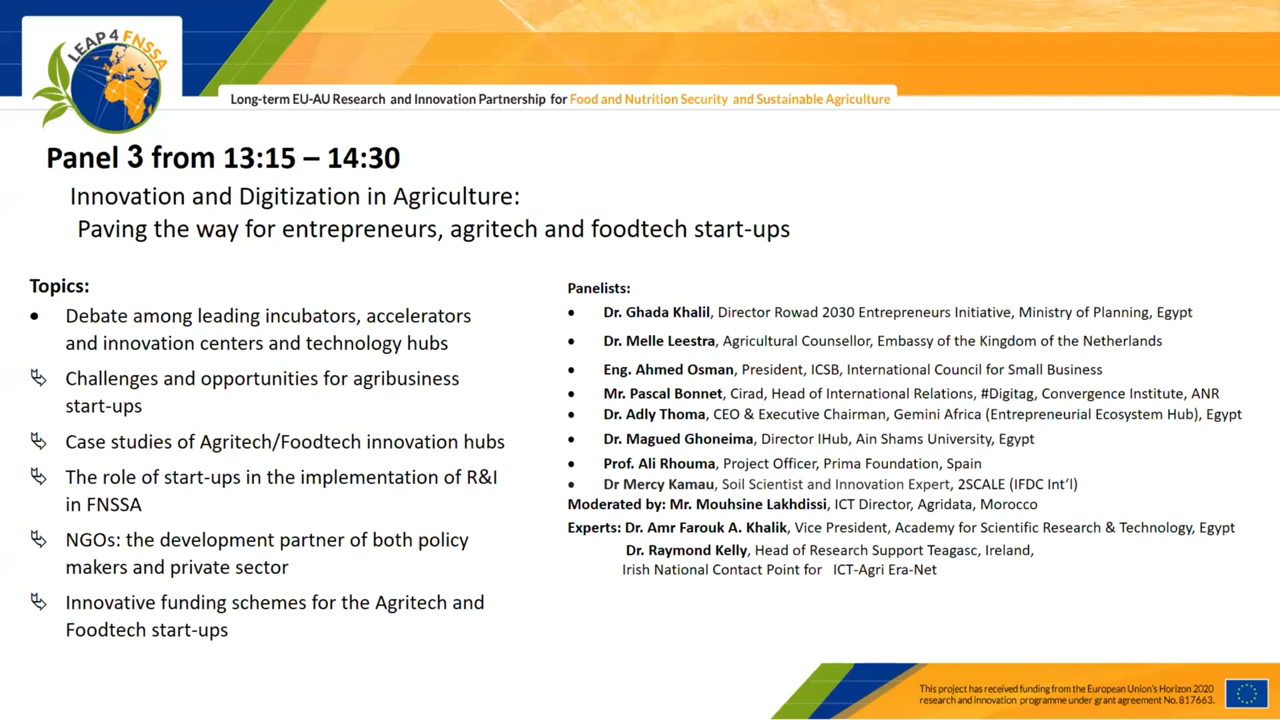 LEAP 4 FNSSA
Long-term EU-AU Research and Innovation Partnership for Food and Nutrition Security and Sustainable Agriculture
Panel 3 from 13:15 – 14:30
Innovation and Digitization in Agriculture:
Paving the way for entrepreneurs, agritech and foodtech start-ups
Topics:
• Debate among leading incubators, accelerators
and innovation centers and technology hubs
Challenges and opportunities for agribusiness
start-ups
Case studies of Agritech/Foodtech innovation hubs
The role of start-ups in the implementation of R&I
in FNSSA
NGOs: the development partner of both policy
makers and private sector
Innovative funding schemes for the Agritech and
Foodtech start-ups
Panelists:
• Dr. Ghada Khalil, Director Rowad 2030 Entrepreneurs Initiative, Ministry of Planning, Egypt
• Dr. Melle Leestra, Agricultural Counsellor, Embassy of the Kingdom of the Netherlands
• Eng. Ahmed Osman, President, ICSB, International Council for Small Business
• Mr. Pascal Bonnet, Cirad, Head of International Relations, #Digitag, Convergence Institute, ANR
• Dr. Adly Thoma, CEO & Executive Chairman, Gemini Africa (Entrepreneurial Ecosystem Hub), Egypt
• Dr. Magued Ghoneima, Director IHub, Ain Shams University, Egypt
• Prof. Ali Rhouma, Project Officer, Prima Foundation, Spain
• Dr Mercy Kamau, Soil Scientist and Innovation Expert, 2SCALE (IFDC Int'l)
Moderated by: Mr. Mouhsine Lakhdissi, ICT Director, Agridata, Morocco
Experts: Dr. Amr Farouk A. Khalik, Vice President, Academy for Scientific Research & Technology, Egypt
Dr. Raymond Kelly, Head of Research Support Teagasc, Ireland,
Irish National Contact Point for ICT-Agri Era-Net
This project has received funding from the European Union's Horizon 2020
research and innovation programme under grant agreement No. 817663.